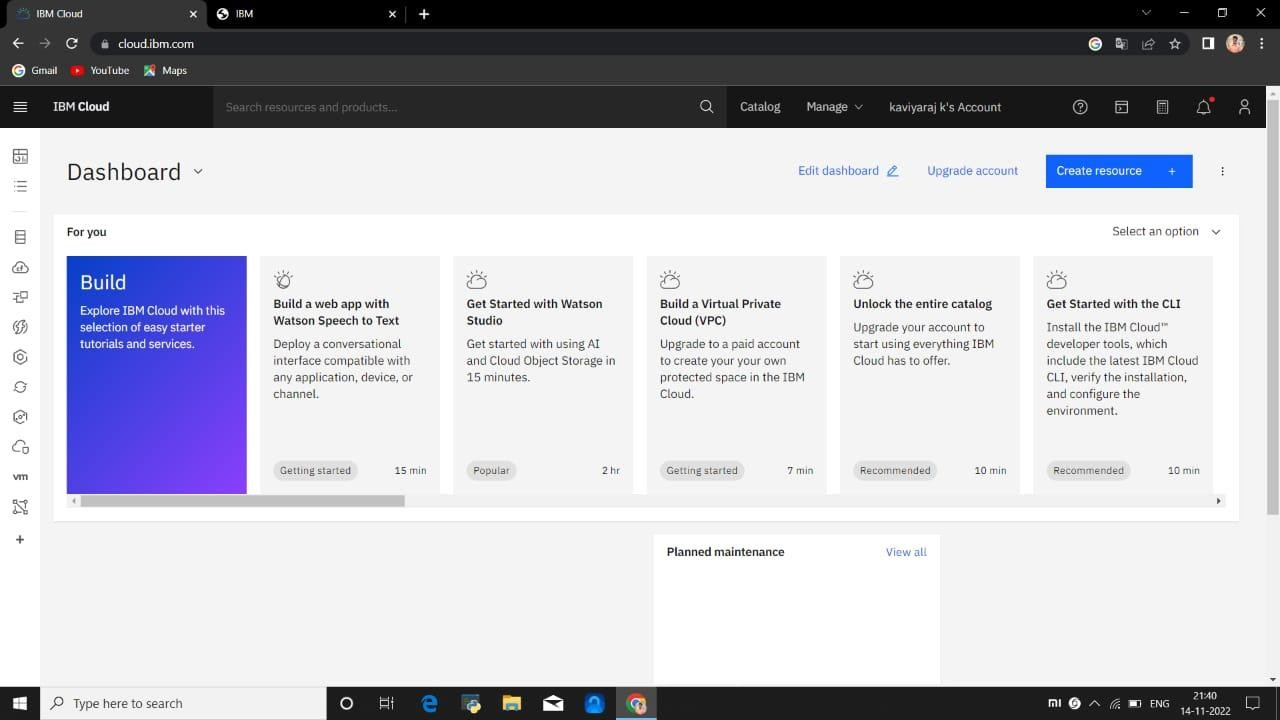 IBM Cloud
IBM
cloud.ibm.com
Gmail
YouTube
Maps
IBM Cloud
Search resources and products...
Catalog
Manage
kaviyaraj k's Account
Dashboard
Edit dashboard
Upgrade account
Create resource +
For you
Select an option
Build
Explore IBM Cloud with this
selection of easy starter
tutorials and services.
Build a web app with
Watson Speech to Text
Deploy a conversational
interface compatible with
any application, device, or
channel.
Getting started
15 min
Get Started with Watson
Studio
Get started with using AI
and Cloud Object Storage in
15 minutes.
Popular
2 hr
Build a Virtual Private
Cloud (VPC)
Upgrade to a paid account
to create your your own
protected space in the IBM
Cloud.
Getting started
7 min
Unlock the entire catalog
Upgrade your account to
start using everything IBM
Cloud has to offer.
Recommended
10 min
Get Started with the CLI
Install the IBM Cloud™
developer tools, which
include the latest IBM Cloud
CLI, verify the installation,
and configure the
environment.
Recommended
10 min
vm
Planned maintenance
View all
Type here to search
ENG
21:40
14-11-2022